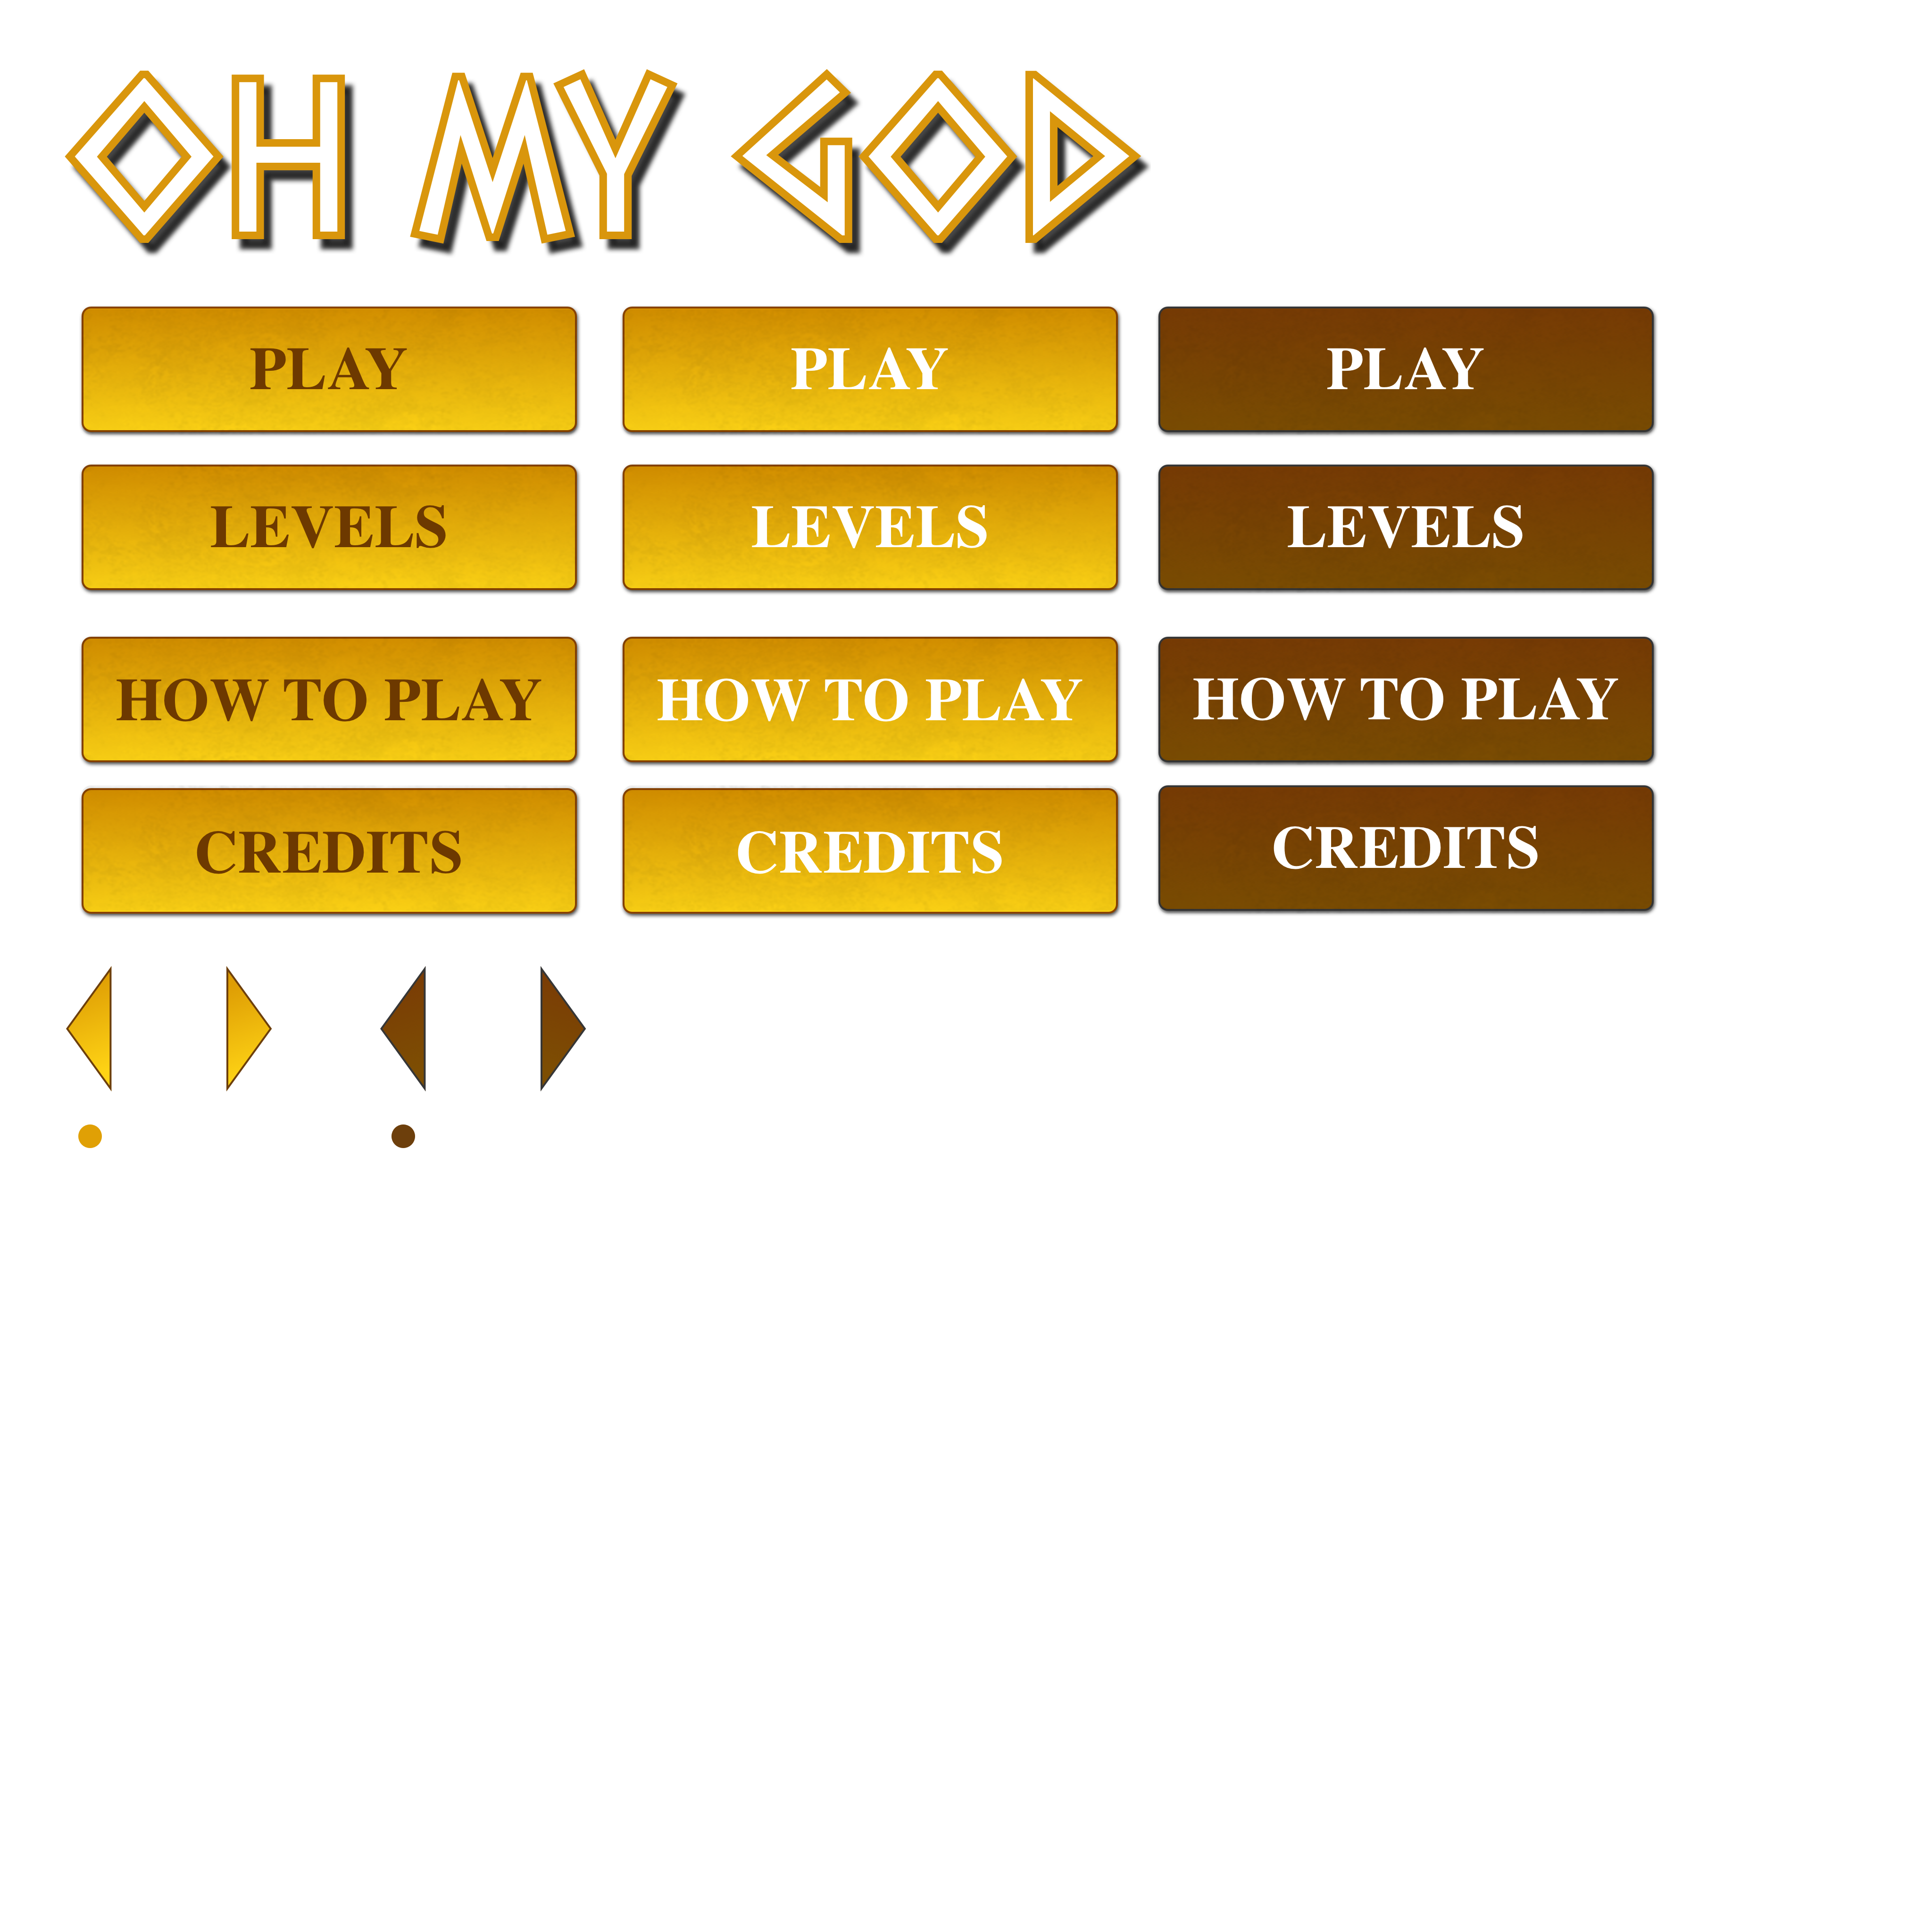 OH MY GOD
PLAY PLAY PLAY
LEVELS LEVELS LEVELS
HOW TO PLAY HOW TO PLAY HOW TO PLAY
CREDITS CREDITS CREDITS